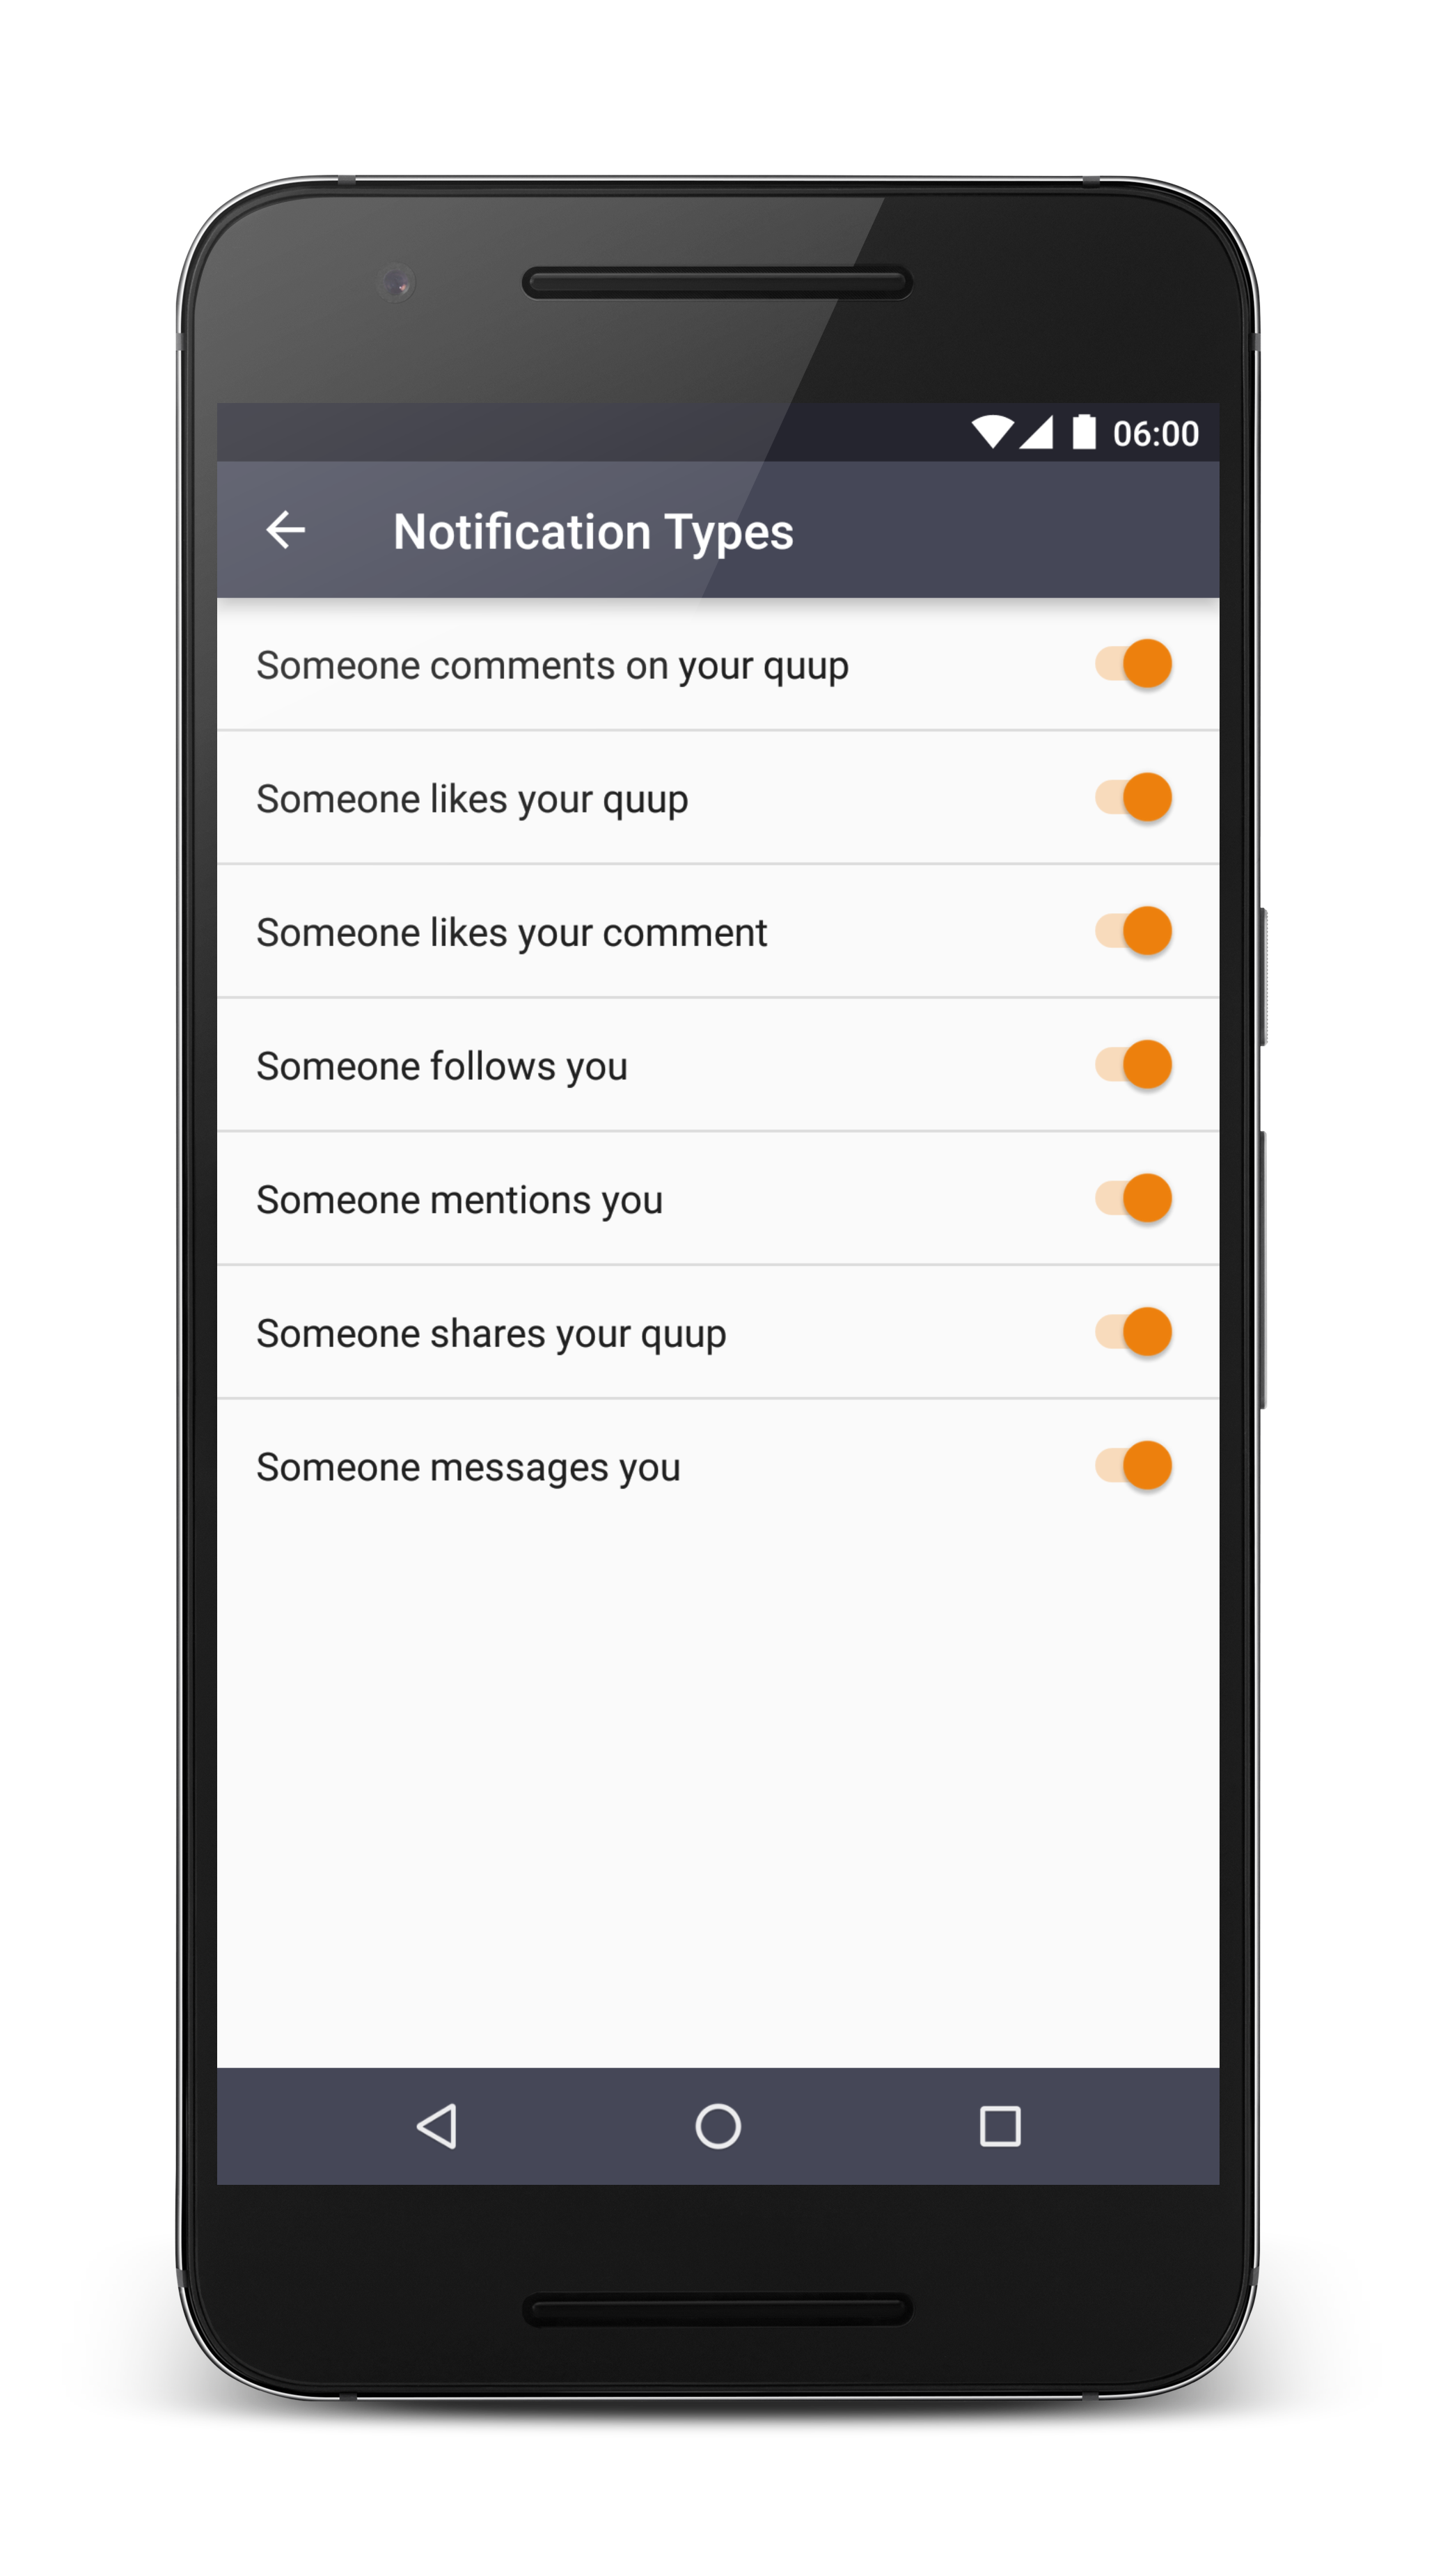 06:00
Notification Types
Someone comments on your quup
Someone likes your quup
Someone likes your comment
Someone follows you
Someone mentions you
Someone shares your quup
Someone messages you